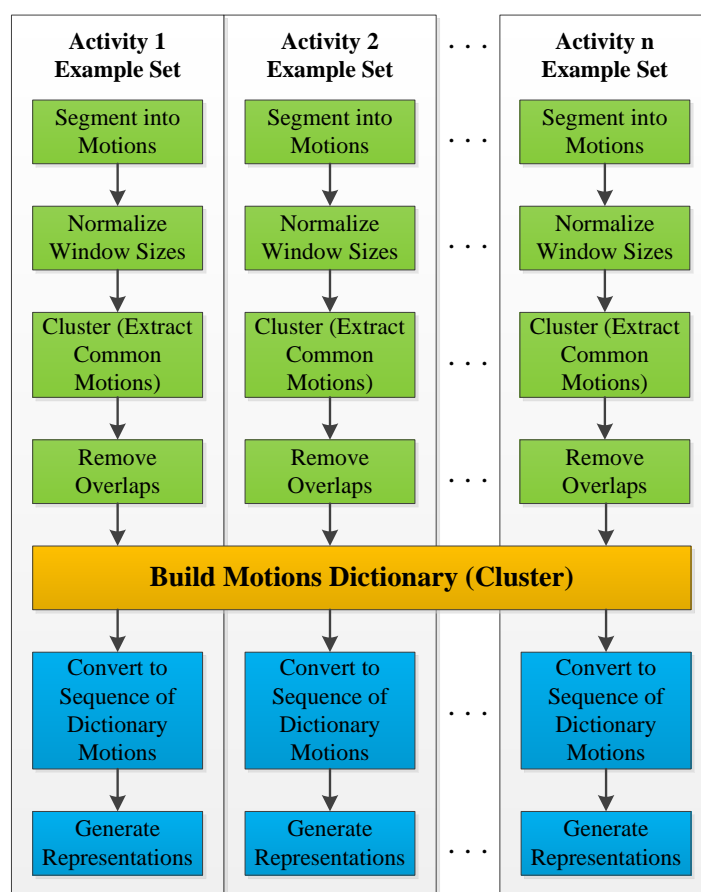 Activity 1
Example Set
Activity 2
Example Set
. . .
Activity n
Example Set
Segment into
Motions
Segment into
Motions
. . .
Segment into
Motions
Normalize
Window Sizes
Normalize
Window Sizes
. . .
Normalize
Window Sizes
Cluster (Extract
Common
Motions)
Cluster (Extract
Common
Motions)
. . .
Cluster (Extract
Common
Motions)
Remove
Overlaps
Remove
Overlaps
. . .
Remove
Overlaps
Build Motions Dictionary (Cluster)
Convert to
Sequence of
Dictionary
Motions
Convert to
Sequence of
Dictionary
Motions
. . .
Convert to
Sequence of
Dictionary
Motions
Generate
Representations
Generate
Representations
. . .
Generate
Representations